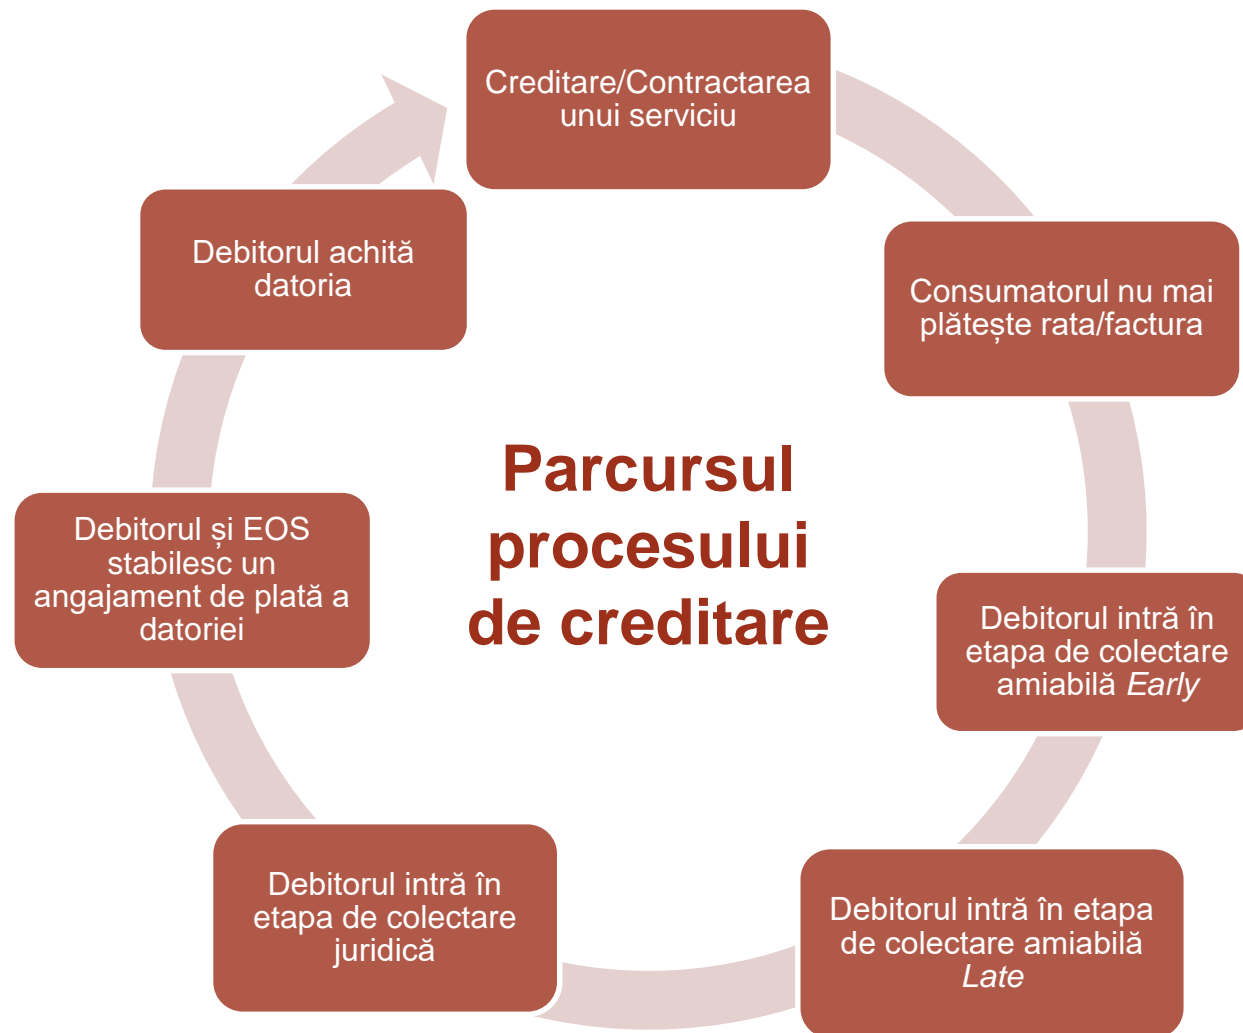 Creditare/Contractarea
unui serviciu
Consumatorul nu mai
plătește rata/factura
Debitorul intră în
etapa de colectare
amiabilă Early
Debitorul intră în etapa
de colectare amiabilă
Late
Debitorul intră în
etapa de colectare
juridică
Debitorul și EOS
stabilesc un
angajament de plată a
datoriei
Debitorul achită
datoria
Parcursul
procesului
de creditare